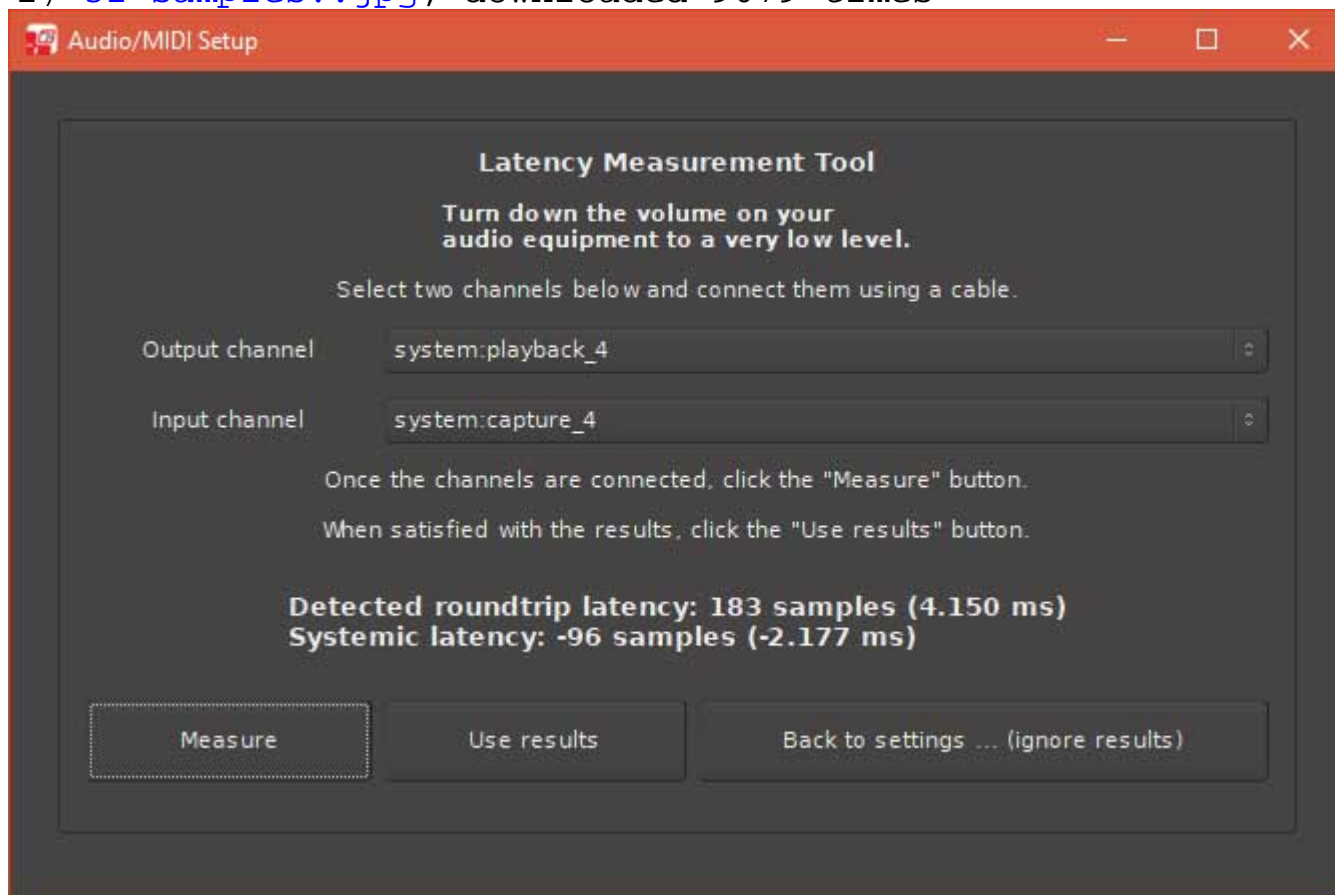 Audio/MIDI Setup
Latency Measurement Tool
Turn down the volume on your
audio equipment to a very low level.
Select two channels below and connect them using a cable.
Output channel system:playback_4
Input channel system:capture_4
Once the channels are connected, click the "Measure" button.
When satisfied with the results, click the "Use results" button.
Detected roundtrip latency: 183 samples (4.150 ms)
Systemic latency: -96 samples (-2.177 ms)
Measure Use results Back to settings ... (ignore results)